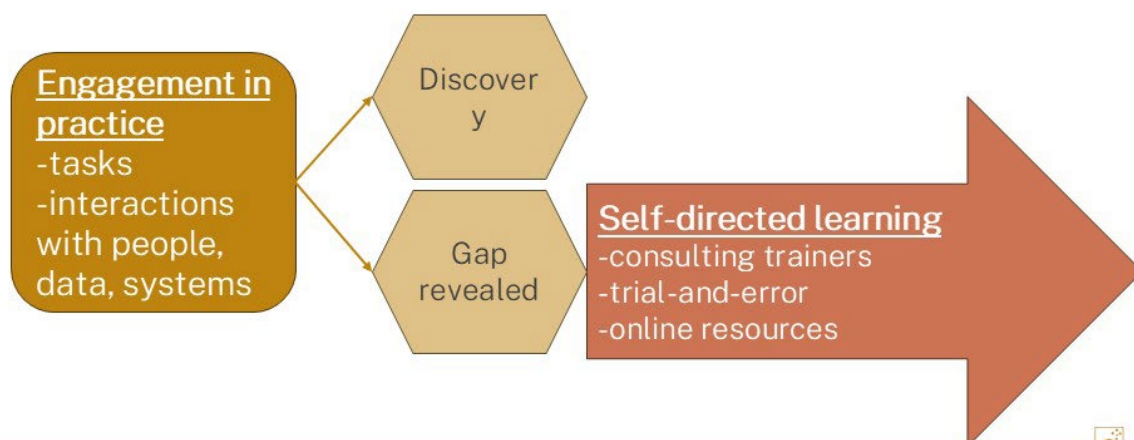 Engagement in
practice
-tasks
-interactions
with people,
data, systems
Discover
y
Gap
revealed
Self-directed learning
-consulting trainers
-trial-and-error
-online resources